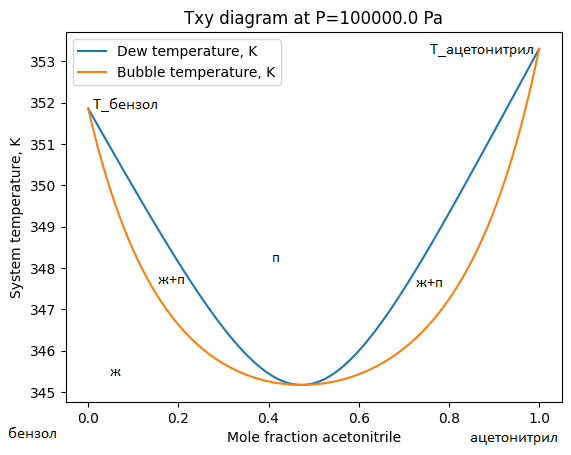 Txy diagram at P=100000.0 Pa
Dew temperature, K
Bubble temperature, K
T_ацетонитрил
T_бензол
System temperature, K
353
352
351
350
349
348
347
346
345
п
ж+п
ж+п
ж
0.0
0.2
0.4
0.6
0.8
1.0
бензол
Mole fraction acetonitrile
ацетонитрил